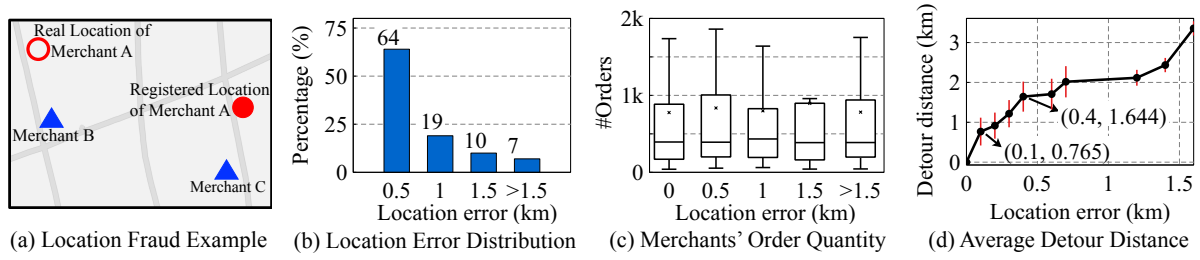 Real Location of
Merchant A
Registered Location
of Merchant A
Merchant B
Merchant C
(a) Location Fraud Example
Percentage (%)
75
50
25
0
64
19
10
7
0.5 1 1.5 >1.5
Location error (km)
(b) Location Error Distribution
#Orders
2k
1k
0
0 0.5 1 1.5 >1.5
Location error (km)
(c) Merchants' Order Quantity
Detour distance (km)
3
2
1
0
(0.4, 1.644)
(0.1, 0.765)
0 0.5 1 1.5
Location error (km)
(d) Average Detour Distance